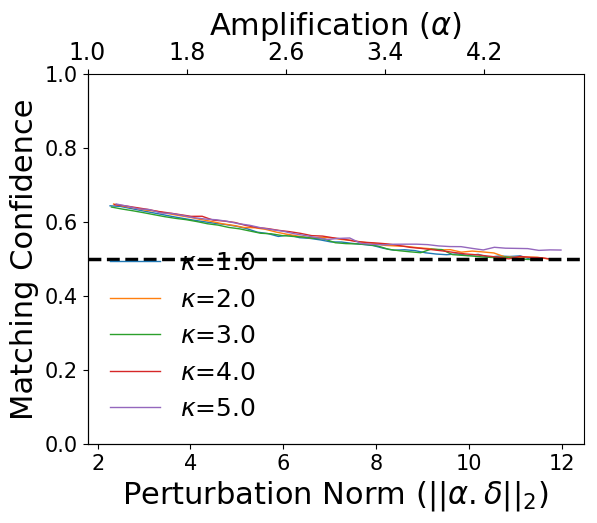 Amplification (α)
1.0 1.8 2.6 3.4 4.2
Matching Confidence
1.0
0.8
0.6
0.4
0.2
0.0
κ=1.0
κ=2.0
κ=3.0
κ=4.0
κ=5.0
2 4 6 8 10 12
Perturbation Norm (||α.δ||₂)